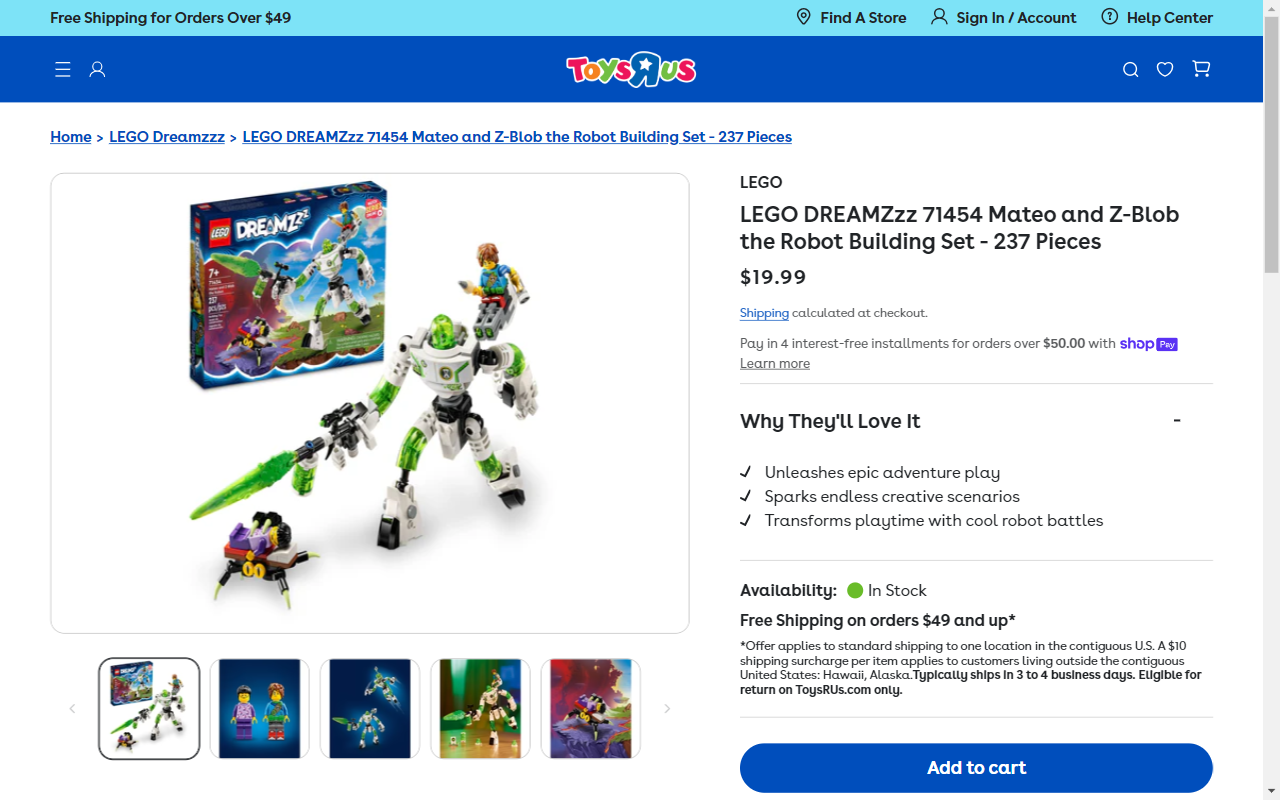 Free Shipping for Orders Over $49
Find A Store
Sign In / Account
Help Center
ToysRus
Home > LEGO Dreamzzz > LEGO DREAMZzz 71454 Mateo and Z-Blob the Robot Building Set - 237 Pieces
LEGO
DREAMZzz
7+
71454
237
LEGO
LEGO DREAMZzz 71454 Mateo and Z-Blob
the Robot Building Set - 237 Pieces
$19.99
Shipping calculated at checkout.
Pay in 4 interest-free installments for orders over $50.00 with shop Pay
Learn more
Why They'll Love It
-
Unleashes epic adventure play
Sparks endless creative scenarios
Transforms playtime with cool robot battles
Availability: In Stock
Free Shipping on orders $49 and up*
*Offer applies to standard shipping to one location in the contiguous U.S. A $10
shipping surcharge per item applies to customers living outside the contiguous
United States: Hawaii, Alaska.Typically ships in 3 to 4 business days. Eligible for
return on ToysRUs.com only.
Add to cart